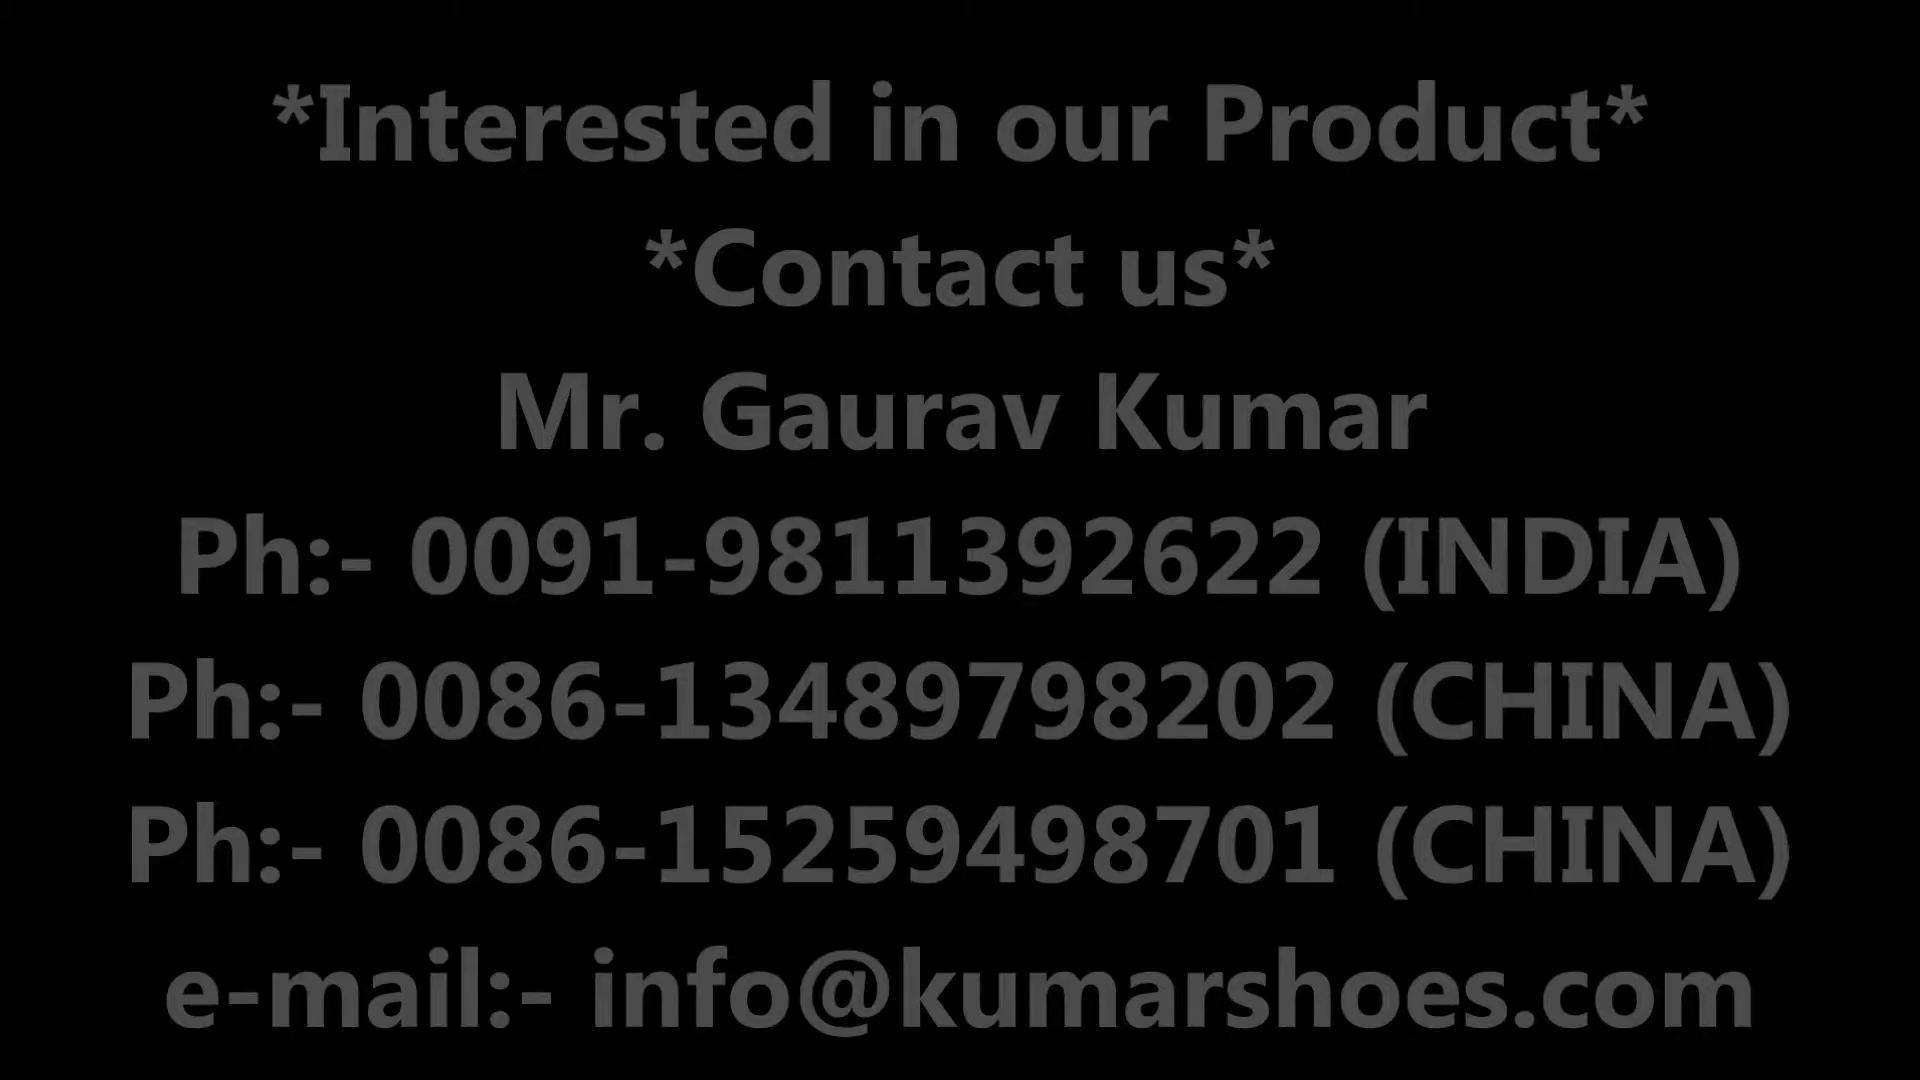 *Interested in our Product*
*Contact us*
Mr. Gaurav Kumar
Ph:- 0091-9811392622 (INDIA)
Ph:- 0086-13489798202 (CHINA)
Ph:- 0086-15259498701 (CHINA)
e-mail:- info@kumarshoes.com